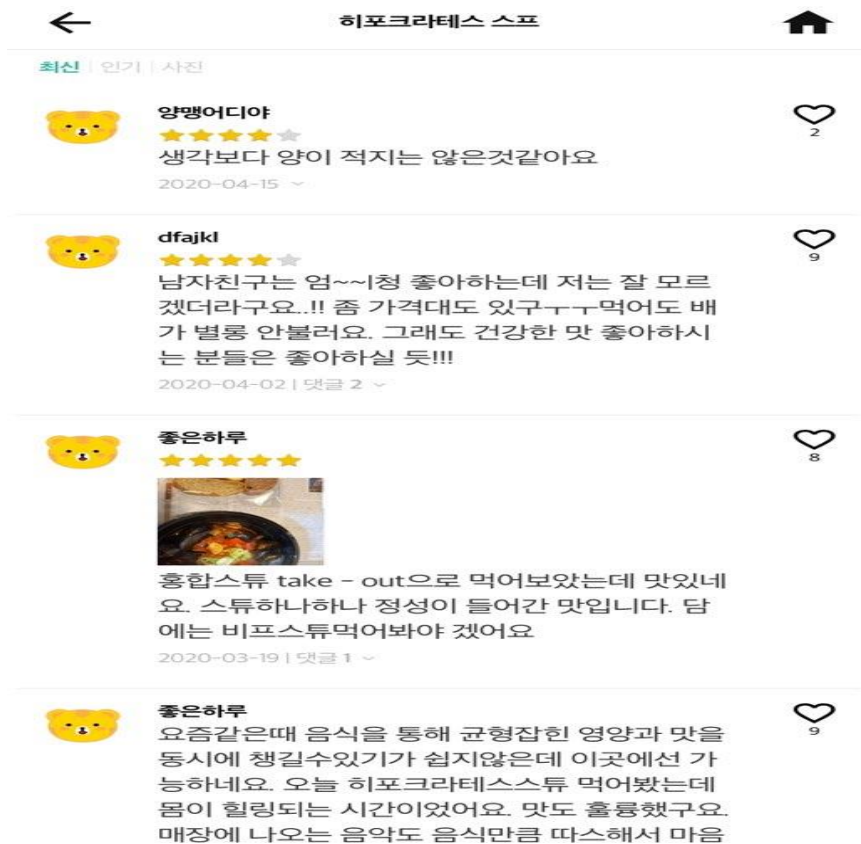 히포크라테스 스프
최신 | 인기 | 사진
양맹어디야
2
생각보다 양이 적지는 않은것같아요
2020-04-15
dfajkl
9
남자친구는 엄~~ㅣ청 좋아하는데 저는 잘 모르
겠더라구요..!! 좀 가격대도 있구ㅜㅜ먹어도 배
가 별롱 안불러요. 그래도 건강한 맛 좋아하시
는 분들은 좋아하실 듯!!!
2020-04-02 | 댓글 2
좋은하루
8
홍합스튜 take - out으로 먹어보았는데 맛있네
요. 스튜하나하나 정성이 들어간 맛입니다. 담
에는 비프스튜먹어봐야 겠어요
2020-03-19 | 댓글 1
좋은하루
9
요즘같은때 음식을 통해 균형잡힌 영양과 맛을
동시에 챙길수있기가 쉽지않은데 이곳에선 가
능하네요. 오늘 히포크라테스스튜 먹어봤는데
몸이 힐링되는 시간이었어요. 맛도 훌륭했구요.
매장에 나오는 음악도 음식만큼 따스해서 마음